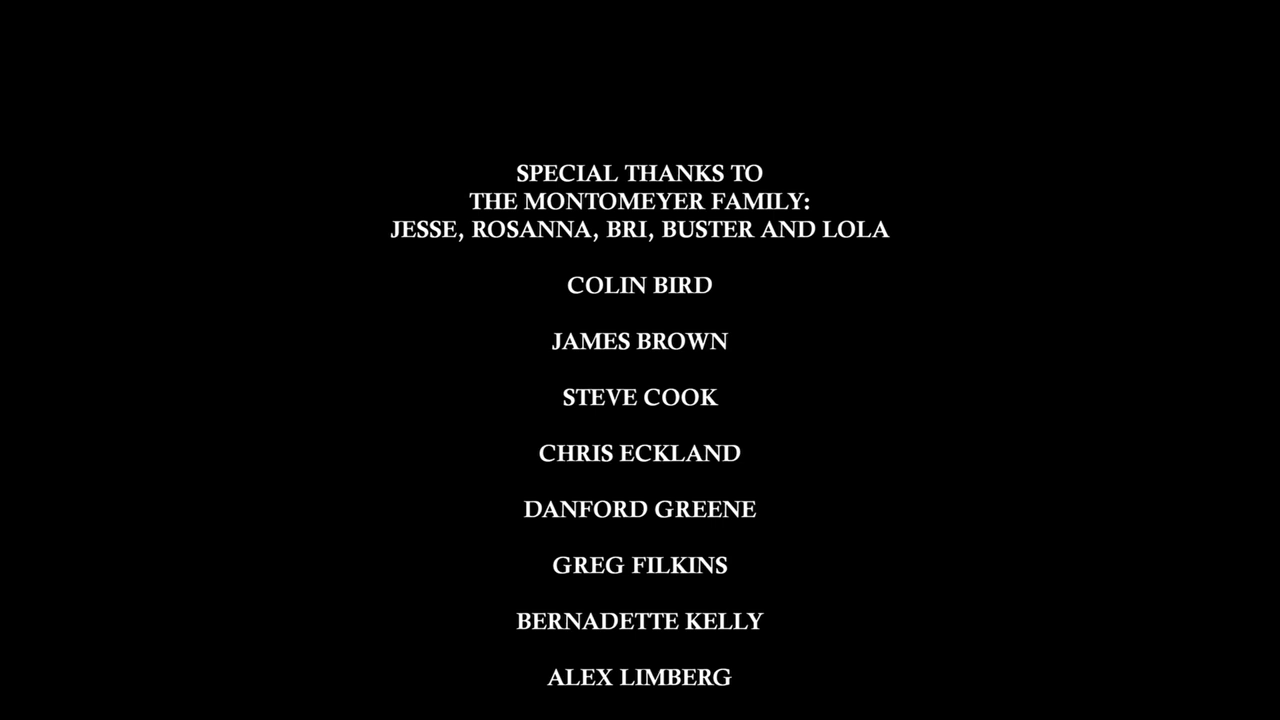 SPECIAL THANKS TO
THE MONTOMEYER FAMILY:
JESSE, ROSANNA, BRI, BUSTER AND LOLA
COLIN BIRD
JAMES BROWN
STEVE COOK
CHRIS ECKLAND
DANFORD GREENE
GREG FILKINS
BERNADETTE KELLY
ALEX LIMBERG